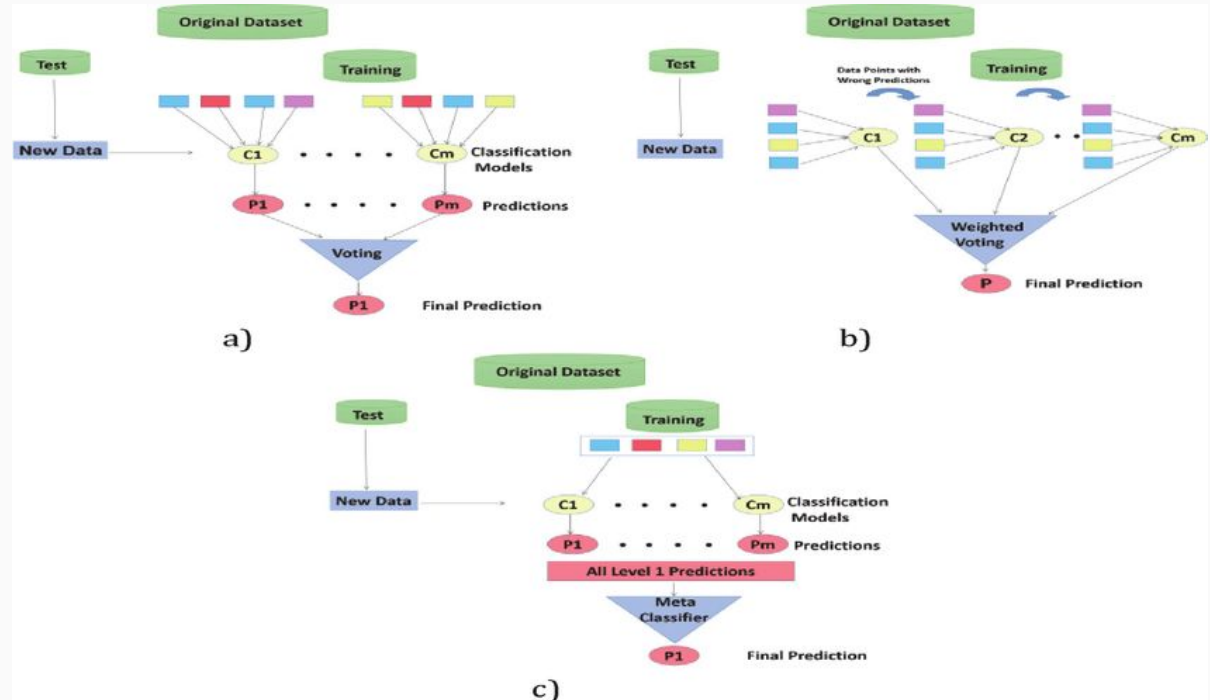 Original Dataset
Test
Training
New Data
C1
Cm
Classification
Models
P1
Pm
Predictions
Voting
P1
Final Prediction
a)
Original Dataset
Test
Data Points with
Wrong Predictions
Training
New Data
C1
C2
Cm
Weighted
Voting
P
Final Prediction
b)
Original Dataset
Test
Training
New Data
C1
Cm
Classification
Models
P1
Pm
Predictions
All Level 1 Predictions
Meta
Classifier
P1
Final Prediction
c)